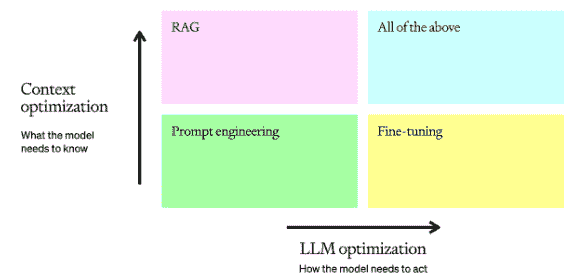 RAG
All of the above
Context
optimization
What the model
needs to know
Prompt engineering
Fine-tuning
LLM optimization
How the model needs to act